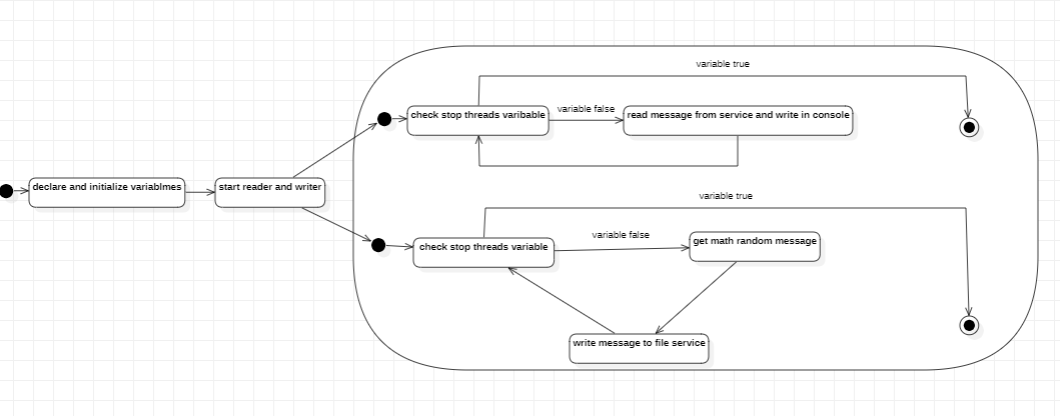 variable true
check stop threads varibable
variable false
read message from service and write in console
declare and initialize variablmes
start reader and writer
variable true
check stop threads variable
variable false
get math random message
write message to file service